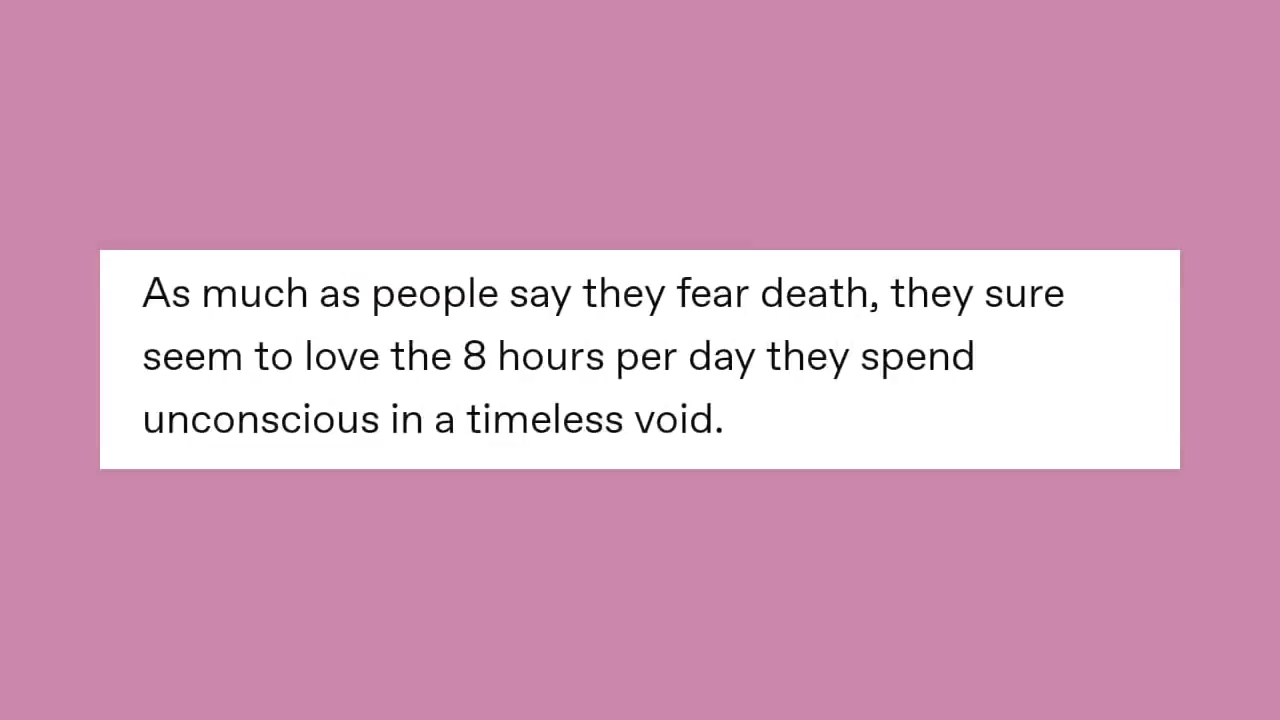 As much as people say they fear death, they sure
seem to love the 8 hours per day they spend
unconscious in a timeless void.